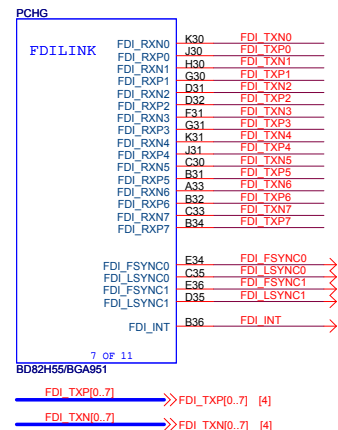 PCHG
FDILINK
FDI_RXN0 K30 FDI_TXN0
FDI_RXP0 J30 FDI_TXP0
FDI_RXN1 H30 FDI_TXN1
FDI_RXP1 G30 FDI_TXP1
FDI_RXN2 D31 FDI_TXN2
FDI_RXP2 D32 FDI_TXP2
FDI_RXN3 F31 FDI_TXN3
FDI_RXP3 G31 FDI_TXP3
FDI_RXN4 K31 FDI_TXN4
FDI_RXP4 J31 FDI_TXP4
FDI_RXN5 C30 FDI_TXN5
FDI_RXP5 B31 FDI_TXP5
FDI_RXN6 A33 FDI_TXN6
FDI_RXP6 B32 FDI_TXP6
FDI_RXN7 C33 FDI_TXN7
FDI_RXP7 B34 FDI_TXP7
FDI_FSYNC0 E34 FDI_FSYNC0
FDI_LSYNC0 C35 FDI_LSYNC0
FDI_FSYNC1 E36 FDI_FSYNC1
FDI_LSYNC1 D35 FDI_LSYNC1
FDI_INT B36 FDI_INT
7 OF 11
BD82H55/BGA951
FDI_TXP[0..7] FDI_TXP[0..7] [4]
FDI_TXN[0..7] FDI_TXN[0..7] [4]